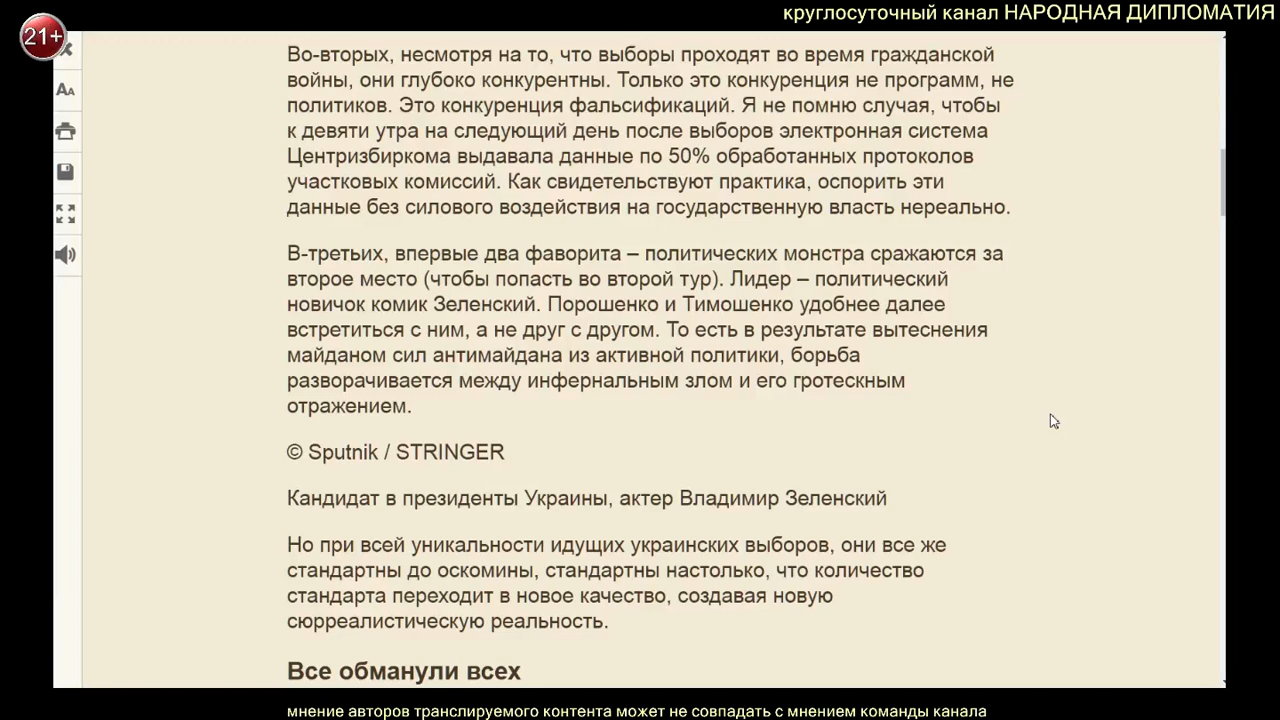 круглосуточный канал НАРОДНАЯ ДИПЛОМАТИЯ
21+
AA
Во-вторых, несмотря на то, что выборы проходят во время гражданской
войны, они глубоко конкурентны. Только это конкуренция не программ, не
политиков. Это конкуренция фальсификаций. Я не помню случая, чтобы
к девяти утра на следующий день после выборов электронная система
Центризбиркома выдавала данные по 50% обработанных протоколов
участковых комиссий. Как свидетельствуют практика, оспорить эти
данные без силового воздействия на государственную власть нереально.
В-третьих, впервые два фаворита – политических монстра сражаются за
второе место (чтобы попасть во второй тур). Лидер – политический
новичок комик Зеленский. Порошенко и Тимошенко удобнее далее
встретиться с ним, а не друг с другом. То есть в результате вытеснения
майданом сил антимайдана из активной политики, борьба
разворачивается между инфернальным злом и его гротескным
отражением.
© Sputnik / STRINGER
Кандидат в президенты Украины, актер Владимир Зеленский
Но при всей уникальности идущих украинских выборов, они все же
стандартны до оскомины, стандартны настолько, что количество
стандарта переходит в новое качество, создавая новую
сюрреалистическую реальность.
Все обманули всех
мнение авторов транслируемого контента может не совпадать с мнением команды канала